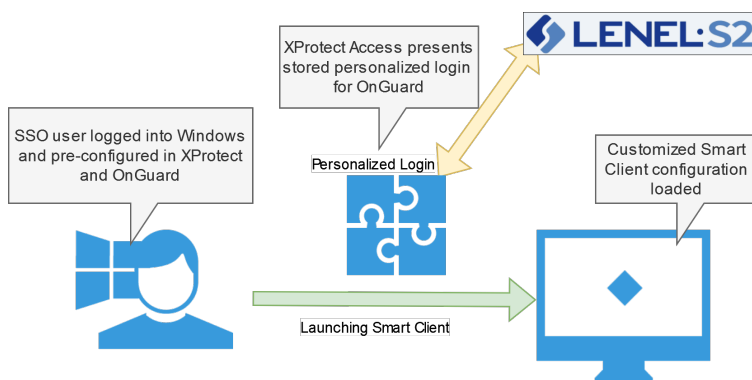 XProtect Access presents
stored personalized login
for OnGuard
LENEL·S2
SSO user logged into Windows
and pre-configured in XProtect
and OnGuard
Personalized Login
Customized Smart
Client configuration
loaded
Launching Smart Client